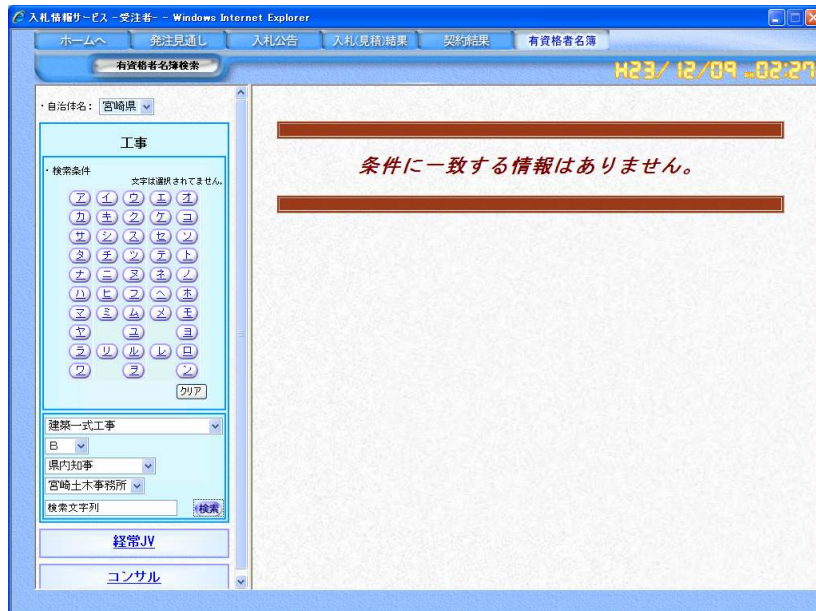 入札情報サービス -受注者- - Windows Internet Explorer
ホームへ 発注見通し 入札公告 入札(見積)結果 契約結果 有資格者名簿
有資格者名簿検索
H23/12/09 02:27
・自治体名: 宮崎県
工事
・検索条件
文字は選択されてません。
ア イ ウ エ オ
カ キ ク ケ コ
サ シ ス セ ソ
タ チ ツ テ ト
ナ ニ ヌ ネ ノ
ハ ヒ フ ヘ ホ
マ ミ ム メ モ
ヤ ユ ヨ
ラ リ ル レ ロ
ワ ヲ ン
クリア
建築一式工事
B
県内知事
宮崎土木事務所
検索文字列 検索
経常JV
コンサル
条件に一致する情報はありません。